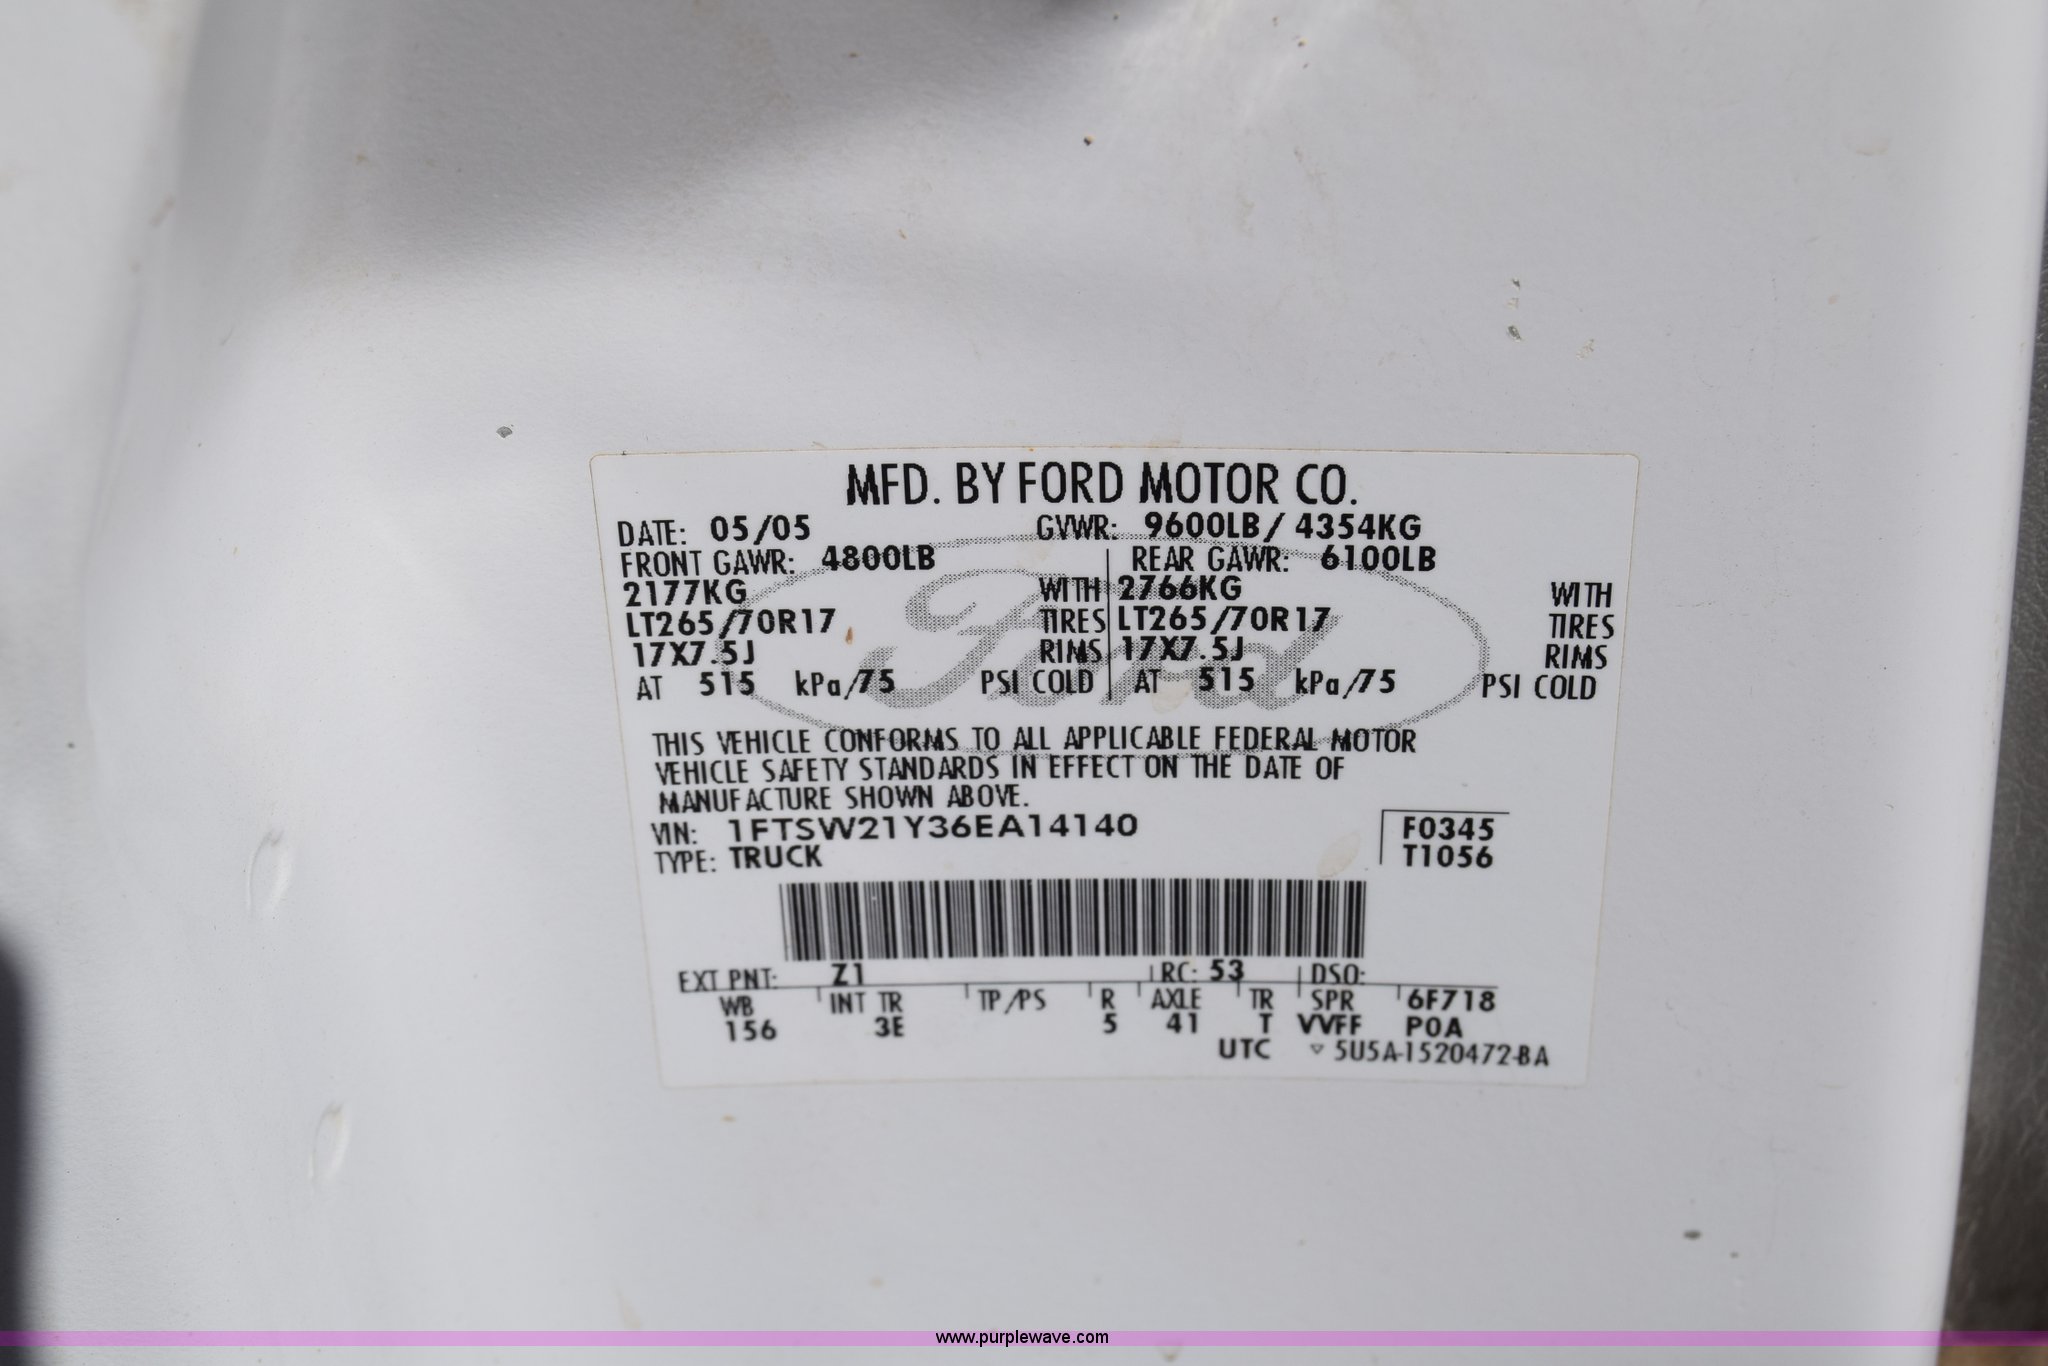 MFD. BY FORD MOTOR CO.
DATE: 05/05 GVWR: 9600LB/ 4354KG
FRONT GAWR: 4800LB REAR GAWR: 6100LB
2177KG WITH 2766KG WITH
LT265/70R17 TIRES LT265/70R17 TIRES
17X7.5J RIMS 17X7.5J RIMS
AT 515 kPa/75 PSI COLD AT 515 kPa/75 PSI COLD
Ford
THIS VEHICLE CONFORMS TO ALL APPLICABLE FEDERAL MOTOR
VEHICLE SAFETY STANDARDS IN EFFECT ON THE DATE OF
MANUFACTURE SHOWN ABOVE.
VIN: 1FTSW21Y36EA14140 F0345
TYPE: TRUCK T1056
EXT PNT: Z1 RC: 53 DSO:
WB INT TR TP/PS R AXLE TR SPR 6F718
156 3E 5 41 T VVFF P0A
UTC ▿ 5U5A-1520472-BA
www.purplewave.com